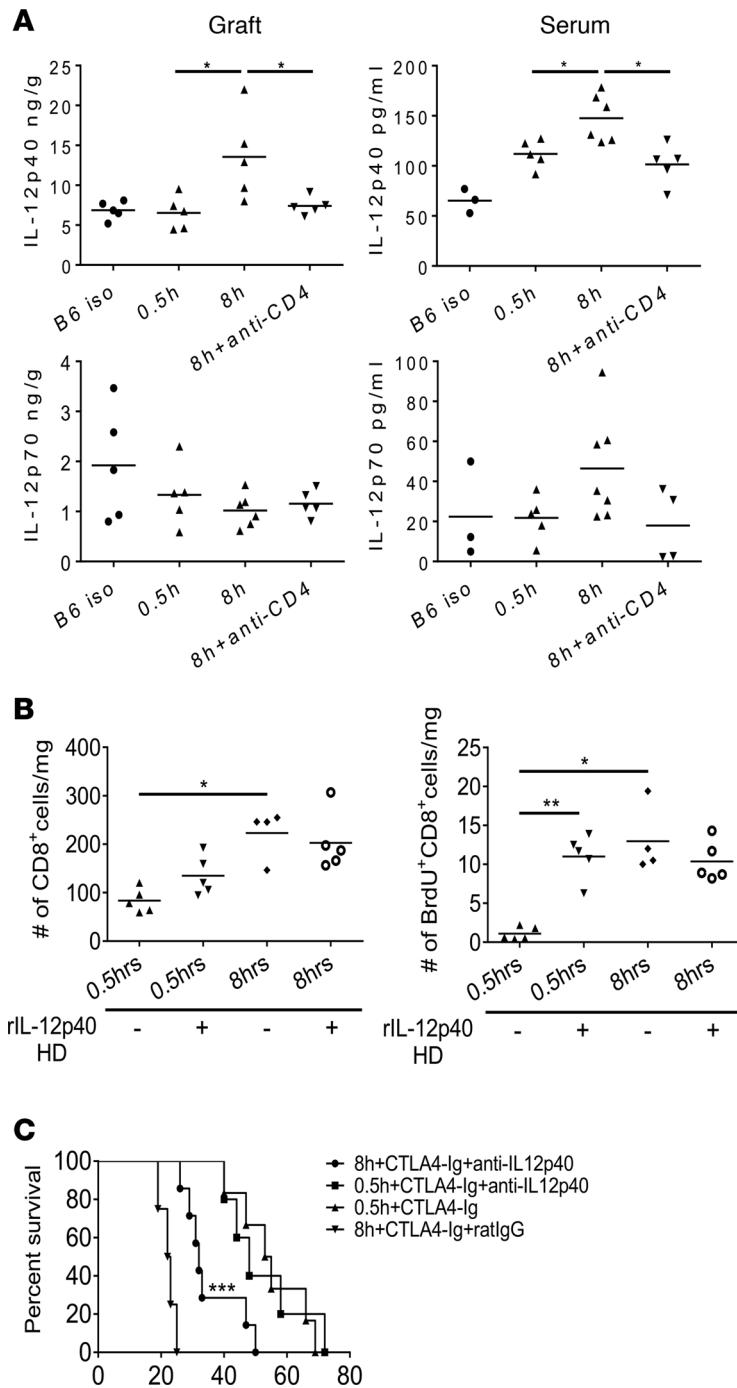 A
Graft
Serum
IL-12p40 ng/g
25
20
15
10
5
0
* *
B6 iso
0.5h
8h
8h+anti-CD4
IL-12p40 pg/ml
200
150
100
50
0
* *
B6 iso
0.5h
8h
8h+anti-CD4
IL-12p70 ng/g
4
3
2
1
0
B6 iso
0.5h
8h
8h+anti-CD4
IL-12p70 pg/ml
100
80
60
40
20
0
B6 iso
0.5h
8h
8h+anti-CD4
B
# of CD8⁺cells/mg
400
300
200
100
0
*
0.5hrs
0.5hrs
8hrs
8hrs
rIL-12p40
HD
- + - +
# of BrdU⁺CD8⁺cells/mg
25
20
15
10
5
0
*
**
0.5hrs
0.5hrs
8hrs
8hrs
rIL-12p40
HD
- + - +
C
Percent survival
100
80
60
40
20
0
***
0 20 40 60 80
8h+CTLA4-Ig+anti-IL12p40
0.5h+CTLA4-Ig+anti-IL12p40
0.5h+CTLA4-Ig
8h+CTLA4-Ig+ratIgG